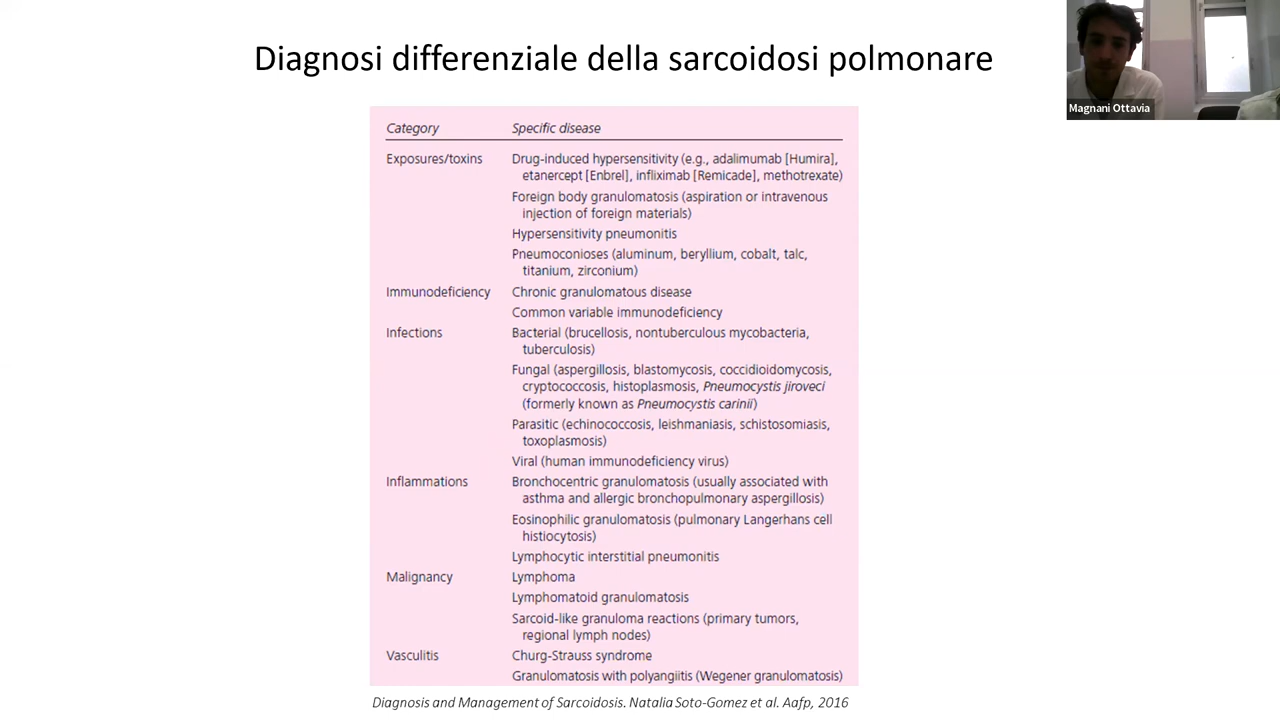 Diagnosi differenziale della sarcoidosi polmonare
Magnani Ottavia
Category Specific disease
Exposures/toxins Drug-induced hypersensitivity (e.g., adalimumab [Humira],
etanercept [Enbrel], infliximab [Remicade], methotrexate)
Foreign body granulomatosis (aspiration or intravenous
injection of foreign materials)
Hypersensitivity pneumonitis
Pneumoconioses (aluminum, beryllium, cobalt, talc,
titanium, zirconium)
Immunodeficiency Chronic granulomatous disease
Common variable immunodeficiency
Infections Bacterial (brucellosis, nontuberculous mycobacteria,
tuberculosis)
Fungal (aspergillosis, blastomycosis, coccidioidomycosis,
cryptococcosis, histoplasmosis, Pneumocystis jiroveci
(formerly known as Pneumocystis carinii)
Parasitic (echinococcosis, leishmaniasis, schistosomiasis,
toxoplasmosis)
Viral (human immunodeficiency virus)
Inflammations Bronchocentric granulomatosis (usually associated with
asthma and allergic bronchopulmonary aspergillosis)
Eosinophilic granulomatosis (pulmonary Langerhans cell
histiocytosis)
Lymphocytic interstitial pneumonitis
Malignancy Lymphoma
Lymphomatoid granulomatosis
Sarcoid-like granuloma reactions (primary tumors,
regional lymph nodes)
Vasculitis Churg-Strauss syndrome
Granulomatosis with polyangiitis (Wegener granulomatosis)
Diagnosis and Management of Sarcoidosis. Natalia Soto-Gomez et al. Aafp, 2016